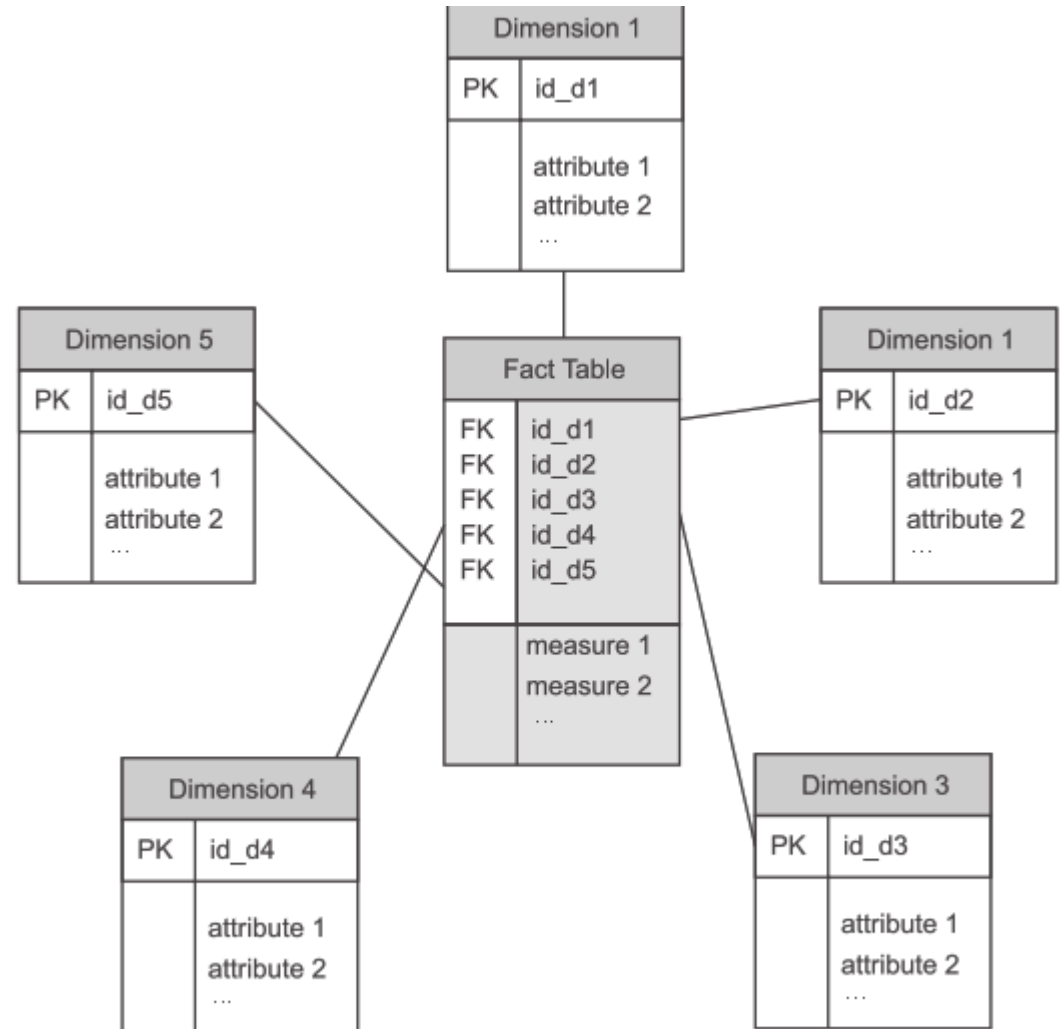 Dimension 1
PK id_d1
attribute 1
attribute 2
...
Dimension 5
PK id_d5
attribute 1
attribute 2
...
Fact Table
FK id_d1
FK id_d2
FK id_d3
FK id_d4
FK id_d5
measure 1
measure 2
...
Dimension 1
PK id_d2
attribute 1
attribute 2
...
Dimension 4
PK id_d4
attribute 1
attribute 2
...
Dimension 3
PK id_d3
attribute 1
attribute 2
...